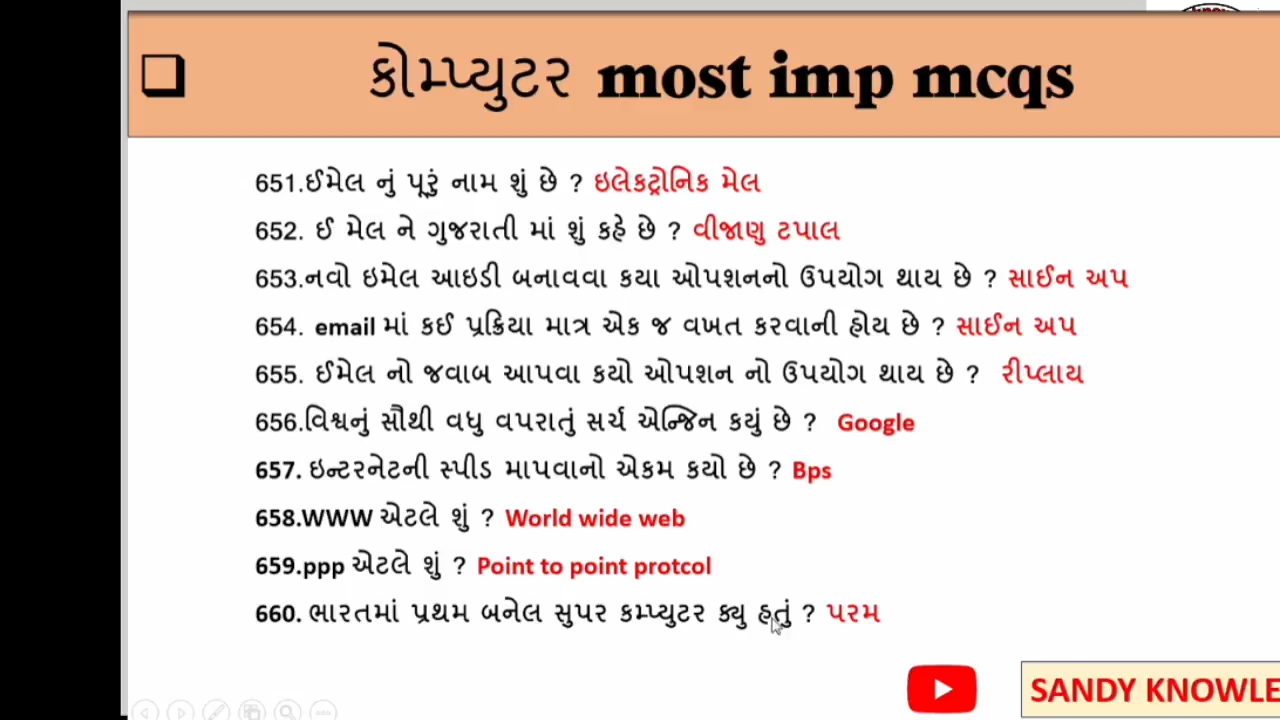 કોમ્પ્યુટર most imp mcqs
651.ઈમેલ નું પૂરું નામ શું છે ? ઇલેકટ્રોનિક મેલ
652. ઈ મેલ ને ગુજરાતી માં શું કહે છે ? વીજાણુ ટપાલ
653.નવો ઇમેલ આઇડી બનાવવા કયા ઓપશનનો ઉપયોગ થાય છે ? સાઈન અપ
654. email માં કઈ પ્રક્રિયા માત્ર એક જ વખત કરવાની હોય છે ? સાઈન અપ
655. ઈમેલ નો જવાબ આપવા કયો ઓપશન નો ઉપયોગ થાય છે ? રીપ્લાય
656.વિશ્વનું સૌથી વધુ વપરાતું સર્ચ એન્જિન કયું છે ? Google
657. ઇન્ટરનેટની સ્પીડ માપવાનો એકમ કયો છે ? Bps
658.WWW એટલે શું ? World wide web
659.ppp એટલે શું ? Point to point protcol
660. ભારતમાં પ્રથમ બનેલ સુપર કમ્પ્યુટર ક્યુ હતું ? પરમ
SANDY KNOWLE